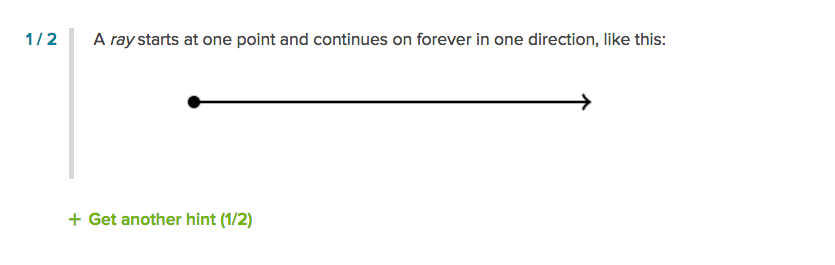 1 / 2 A ray starts at one point and continues on forever in one direction, like this:
+ Get another hint (1/2)